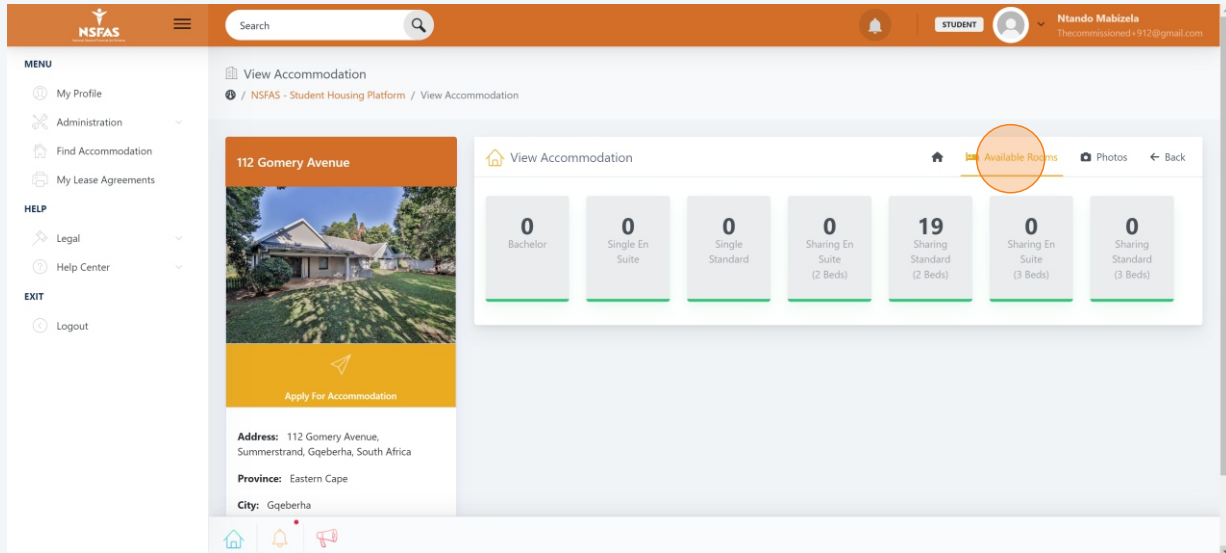 NSFAS
Search
STUDENT
Ntando Mabizela
Thecommissioned+912@gmail.com
MENU
My Profile
Administration
Find Accommodation
My Lease Agreements
HELP
Legal
Help Center
EXIT
Logout
View Accommodation
/ NSFAS - Student Housing Platform / View Accommodation
112 Gomery Avenue
Apply For Accommodation
Address: 112 Gomery Avenue,
Summerstrand, Gqeberha, South Africa
Province: Eastern Cape
City: Gqeberha
View Accommodation
Available Rooms
Photos
← Back
0
Bachelor
0
Single En
Suite
0
Single
Standard
0
Sharing En
Suite
(2 Beds)
19
Sharing
Standard
(2 Beds)
0
Sharing En
Suite
(3 Beds)
0
Sharing
Standard
(3 Beds)